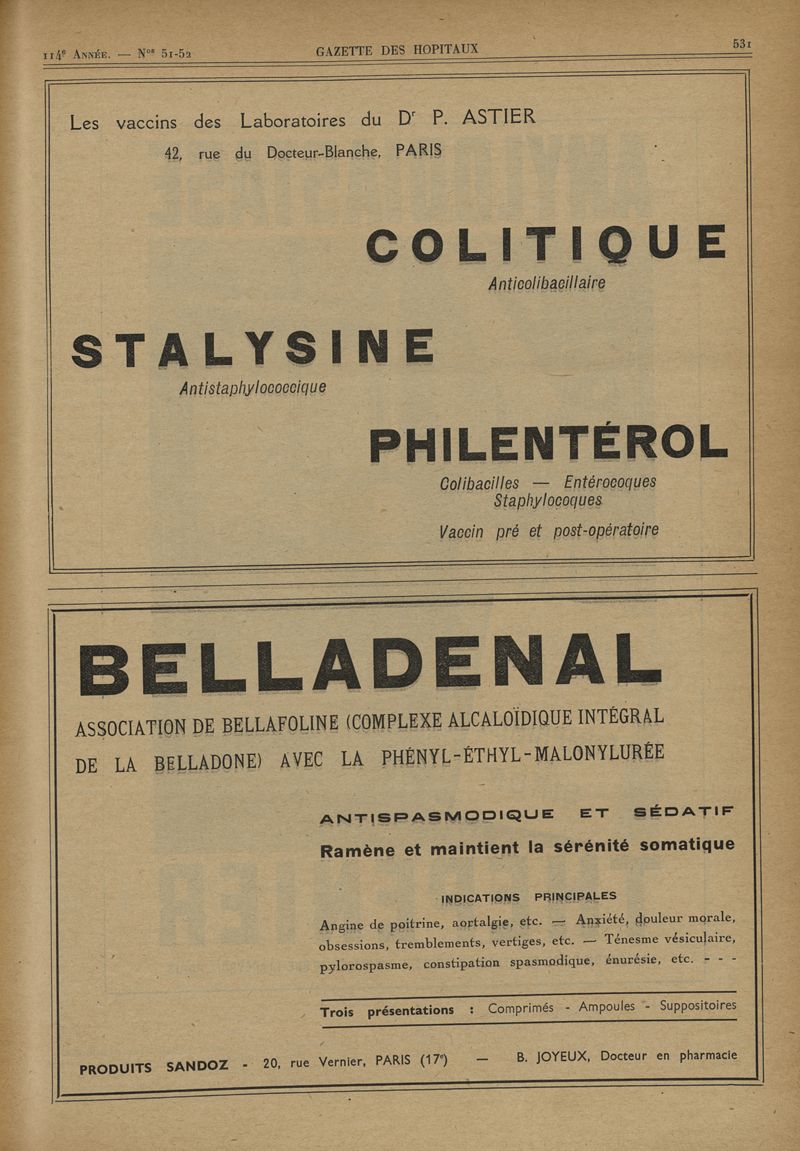 114e Année. — Nos 51-52
GAZETTE DES HOPITAUX
531
Les vaccins des Laboratoires du Dr P. ASTIER
42, rue du Docteur-Blanche, PARIS
COLITIQUE
Anticolibacillaire
STALYSINE
Antistaphylococcique
PHILENTÉROL
Colibacilles — Entérocoques
Staphylocoques
Vaccin pré et post-opératoire
BELLADENAL
ASSOCIATION DE BELLAFOLINE (COMPLEXE ALCALOÏDIQUE INTÉGRAL
DE LA BELLADONE) AVEC LA PHÉNYL-ÉTHYL-MALONYLURÉE
ANTISPASMODIQUE ET SÉDATIF
Ramène et maintient la sérénité somatique
INDICATIONS PRINCIPALES
Angine de poitrine, aortalgie, etc. — Anxiété, douleur morale,
obsessions, tremblements, vertiges, etc. — Ténesme vésiculaire,
pylorospasme, constipation spasmodique, énurésie, etc. - - -
Trois présentations : Comprimés - Ampoules - Suppositoires
PRODUITS SANDOZ - 20, rue Vernier, PARIS (17e) — B. JOYEUX, Docteur en pharmacie